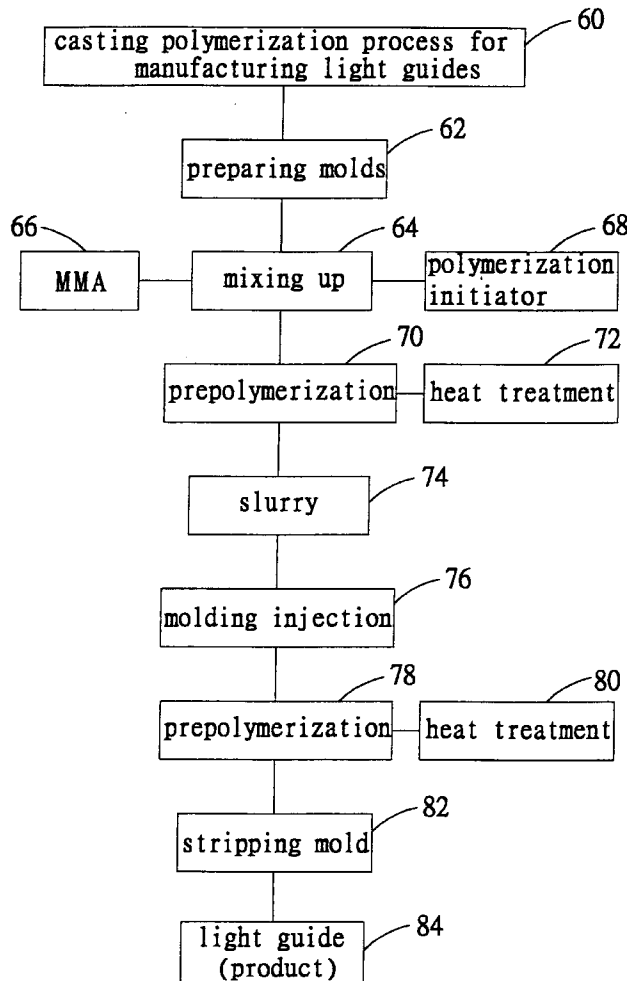 60
casting polymerization process for
manufacturing light guides
62
preparing molds
66
64
68
MMA
mixing up
polymerization
initiator
70
72
prepolymerization
heat treatment
74
slurry
76
molding injection
78
80
prepolymerization
heat treatment
82
stripping mold
84
light guide
(product)